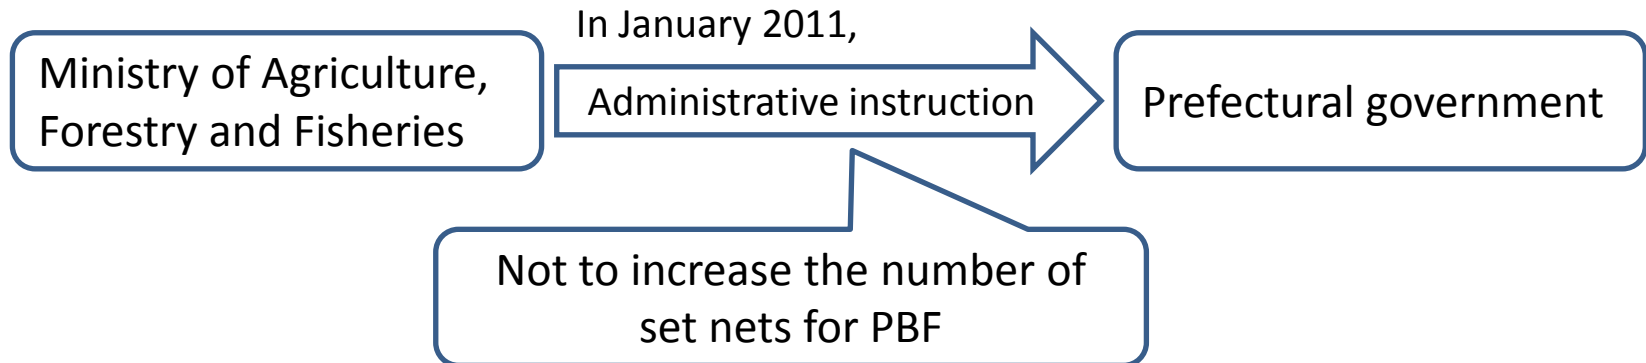 In January 2011,
Ministry of Agriculture,
Forestry and Fisheries
Administrative instruction
Prefectural government
Not to increase the number of
set nets for PBF